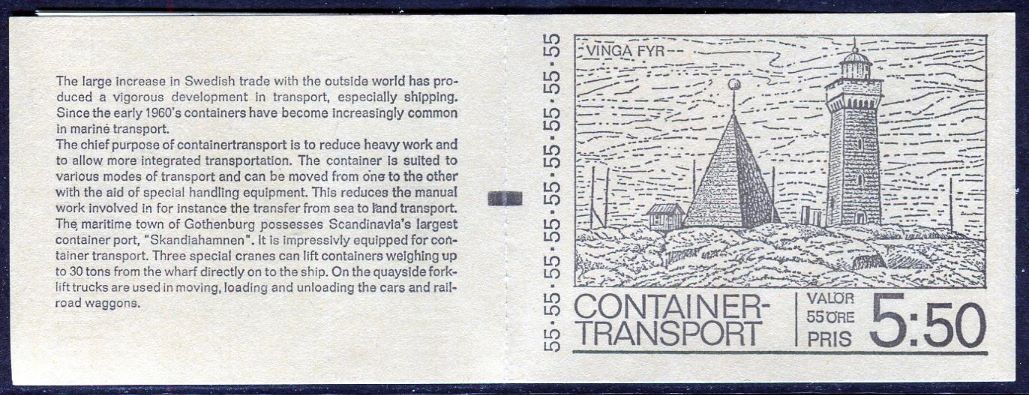 The large increase in Swedish trade with the outside world has pro-
duced a vigorous development in transport, especially shipping.
Since the early 1960's containers have become increasingly common
in marine transport.
The chief purpose of containertransport is to reduce heavy work and
to allow more integrated transportation. The container is suited to
various modes of transport and can be moved from one to the other
with the aid of special handling equipment. This reduces the manual
work involved in for instance the transfer from sea to land transport.
The maritime town of Gothenburg possesses Scandinavia's largest
container port, "Skandiahamnen". It is impressivly equipped for con-
tainer transport. Three special cranes can lift containers weighing up
to 30 tons from the wharf directly on to the ship. On the quayside fork-
lift trucks are used in moving, loading and unloading the cars and rail-
road waggons.
55·55·55·55·55·55·55·55·55
VINGA FYR
CONTAINER-
TRANSPORT
VALÖR
55 ÖRE
PRIS
5:50